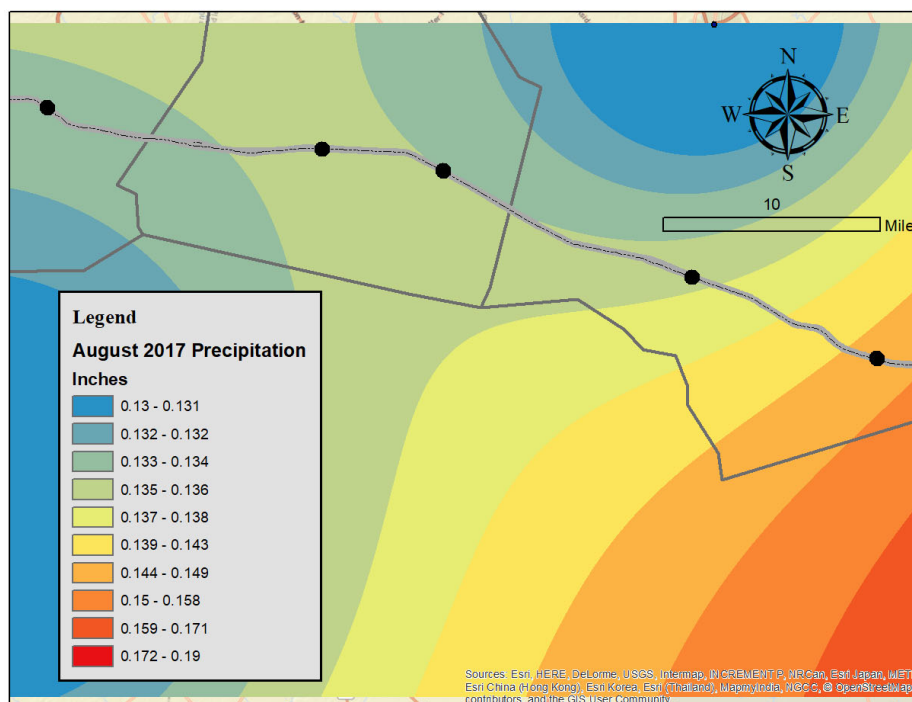 N
W E
S
10
Mile
Legend
August 2017 Precipitation
Inches
0.13 - 0.131
0.132 - 0.132
0.133 - 0.134
0.135 - 0.136
0.137 - 0.138
0.139 - 0.143
0.144 - 0.149
0.15 - 0.158
0.159 - 0.171
0.172 - 0.19
Sources: Esri, HERE, DeLorme, USGS, Intermap, INCREMENT P, NRCan, Esri Japan, MET
Esri China (Hong Kong), Esri Korea, Esri (Thailand), MapmyIndia, NGCC, © OpenStreetMap
contributors, and the GIS User Community